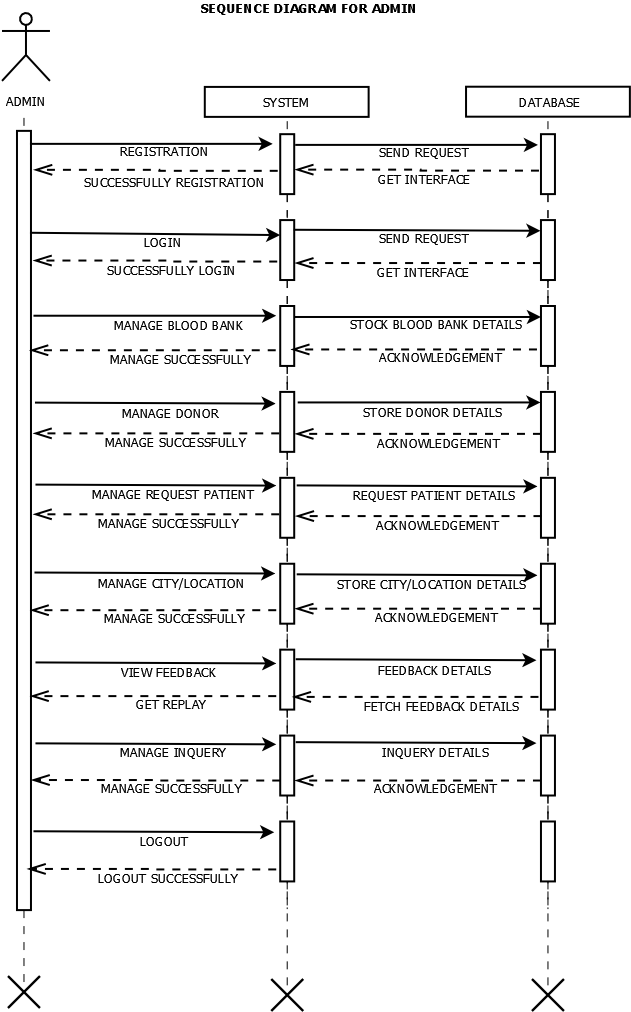 SEQUENCE DIAGRAM FOR ADMIN
ADMIN
SYSTEM
DATABASE
REGISTRATION
SEND REQUEST
SUCCESSFULLY REGISTRATION
GET INTERFACE
LOGIN
SEND REQUEST
SUCCESSFULLY LOGIN
GET INTERFACE
MANAGE BLOOD BANK
STOCK BLOOD BANK DETAILS
MANAGE SUCCESSFULLY
ACKNOWLEDGEMENT
MANAGE DONOR
STORE DONOR DETAILS
MANAGE SUCCESSFULLY
ACKNOWLEDGEMENT
MANAGE REQUEST PATIENT
REQUEST PATIENT DETAILS
MANAGE SUCCESSFULLY
ACKNOWLEDGEMENT
MANAGE CITY/LOCATION
STORE CITY/LOCATION DETAILS
MANAGE SUCCESSFULLY
ACKNOWLEDGEMENT
VIEW FEEDBACK
FEEDBACK DETAILS
GET REPLAY
FETCH FEEDBACK DETAILS
MANAGE INQUERY
INQUERY DETAILS
MANAGE SUCCESSFULLY
ACKNOWLEDGEMENT
LOGOUT
LOGOUT SUCCESSFULLY